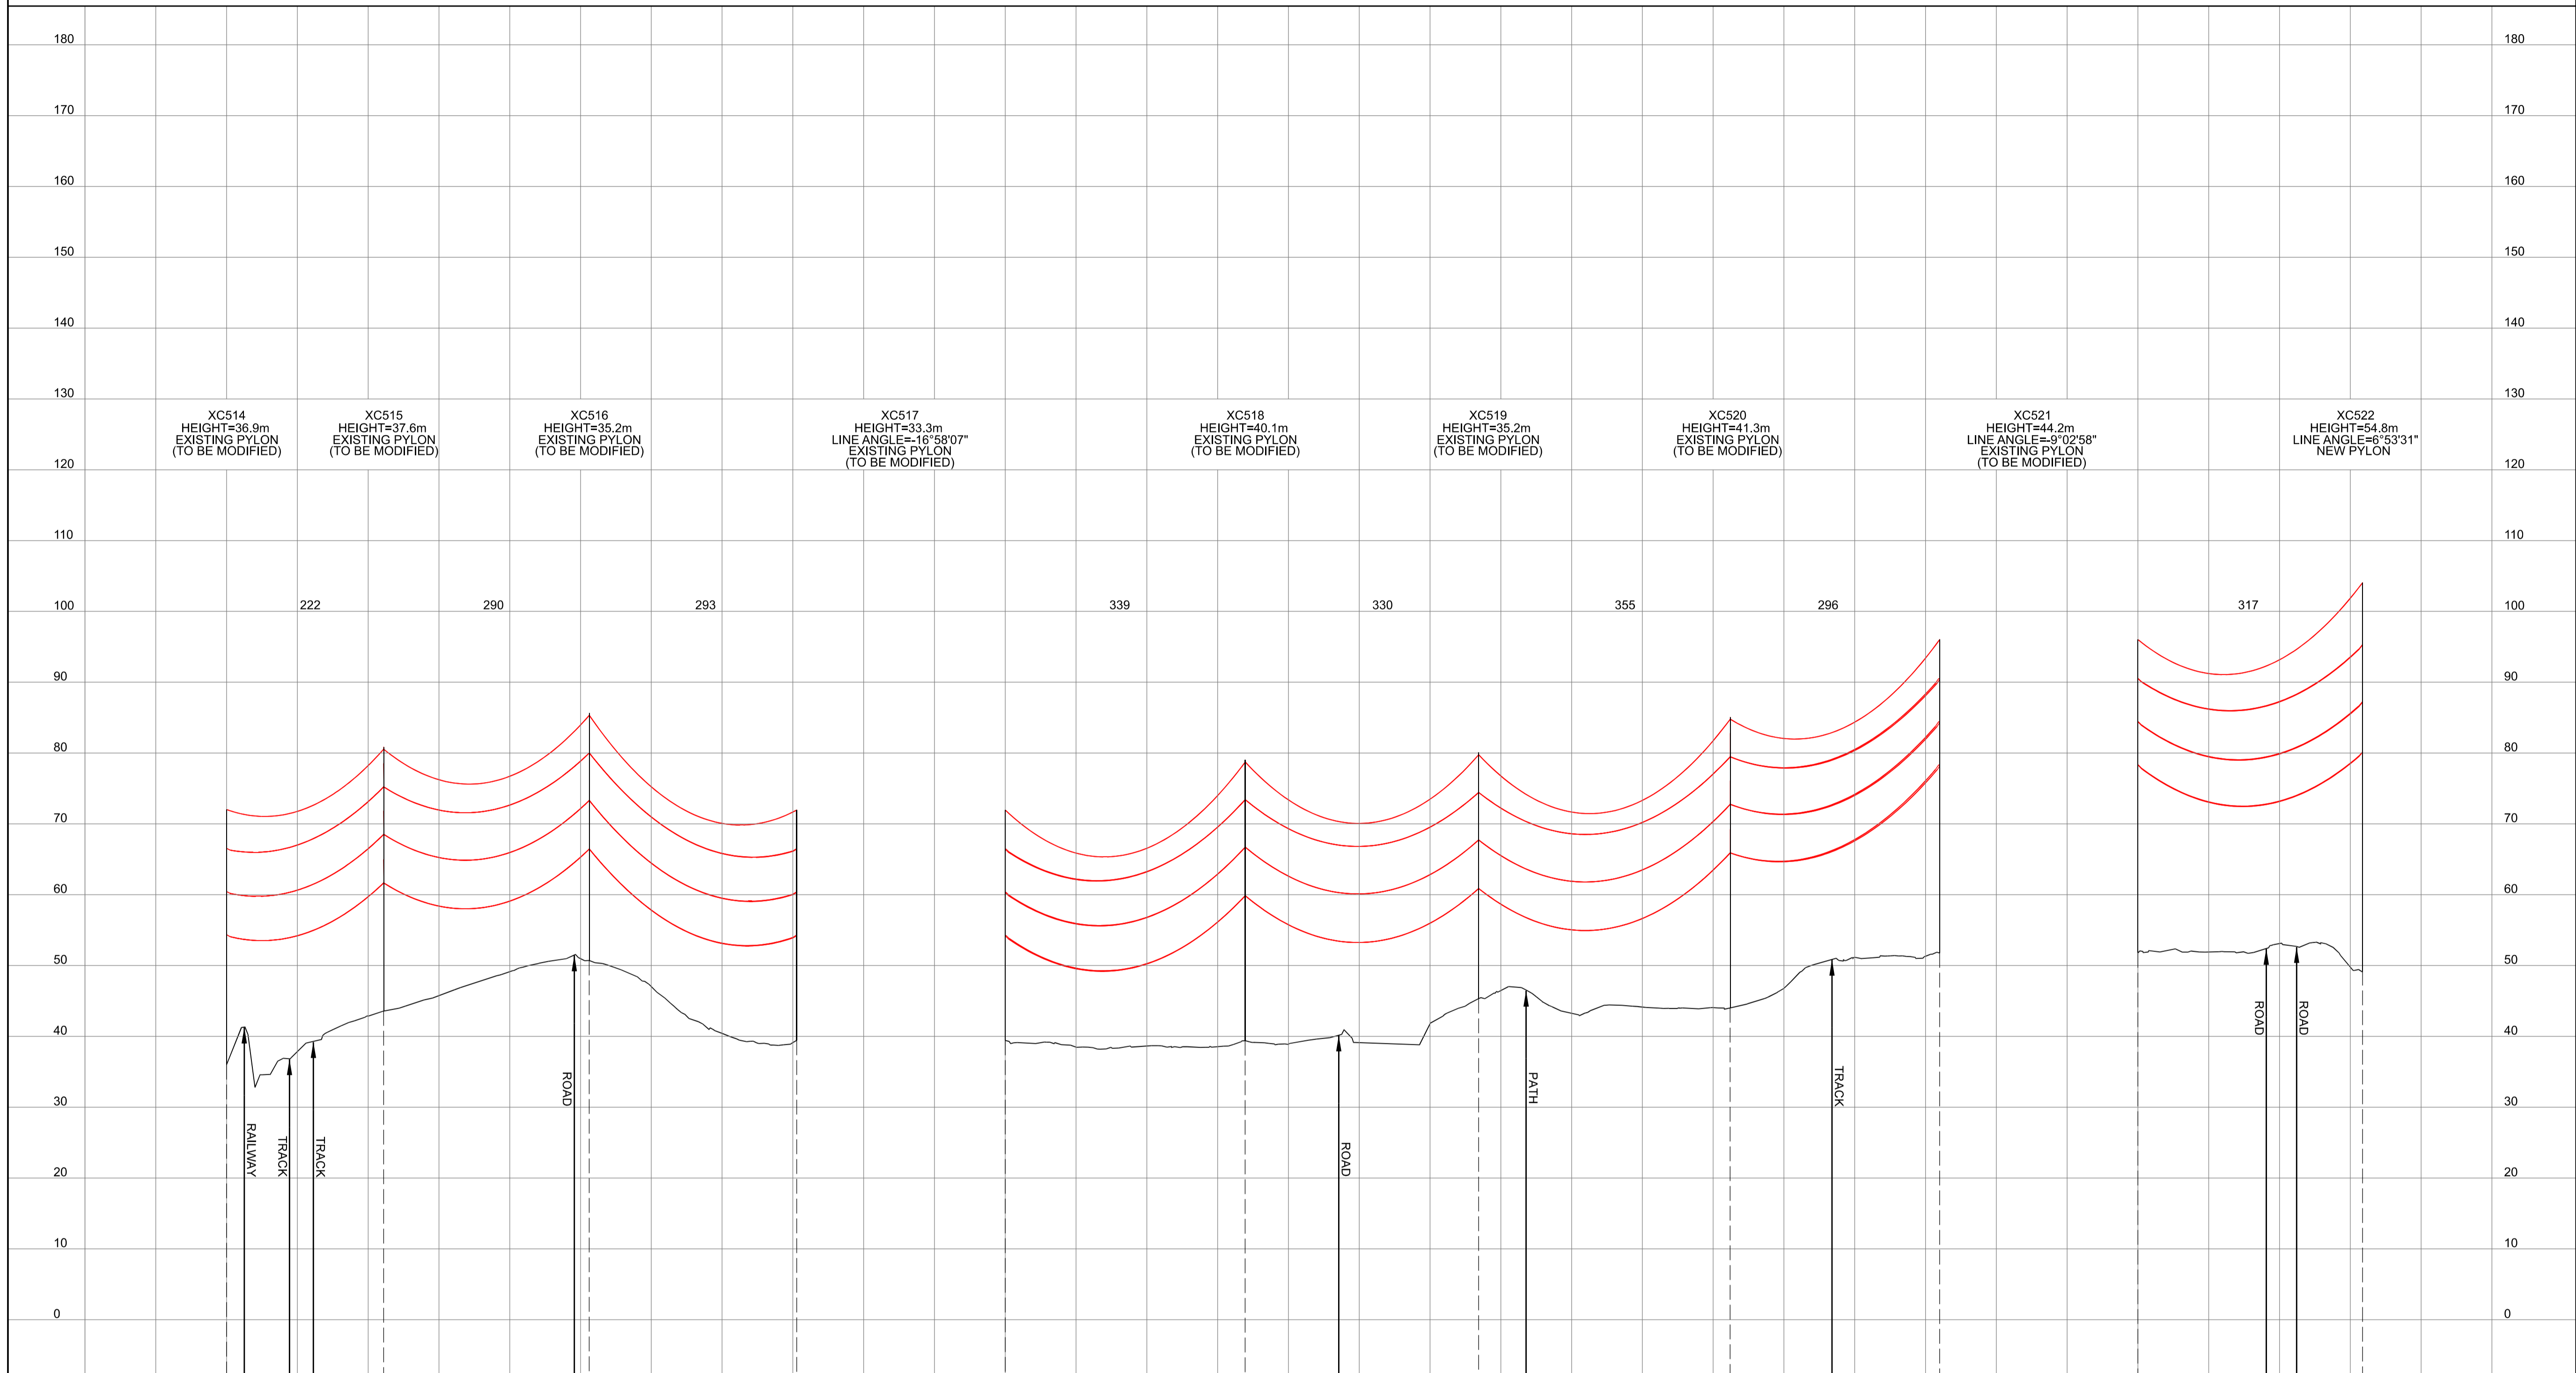 180
180
170
170
160
160
150
150
140
140
130
130
XC514
HEIGHT=36.9m
EXISTING PYLON
(TO BE MODIFIED)
XC515
HEIGHT=37.6m
EXISTING PYLON
(TO BE MODIFIED)
XC516
HEIGHT=35.2m
EXISTING PYLON
(TO BE MODIFIED)
XC517
HEIGHT=33.3m
LINE ANGLE=-16°58'07"
EXISTING PYLON
(TO BE MODIFIED)
XC518
HEIGHT=40.1m
EXISTING PYLON
(TO BE MODIFIED)
XC519
HEIGHT=35.2m
EXISTING PYLON
(TO BE MODIFIED)
XC520
HEIGHT=41.3m
EXISTING PYLON
(TO BE MODIFIED)
XC521
HEIGHT=44.2m
LINE ANGLE=-9°02'58"
EXISTING PYLON
(TO BE MODIFIED)
XC522
HEIGHT=54.8m
LINE ANGLE=6°53'31"
NEW PYLON
120
120
110
110
100
222
290
293
339
330
355
296
317
100
90
90
80
80
70
70
60
60
50
50
40
40
30
30
20
20
10
10
0
0
RAILWAY
TRACK
TRACK
ROAD
ROAD
PATH
TRACK
ROAD
ROAD